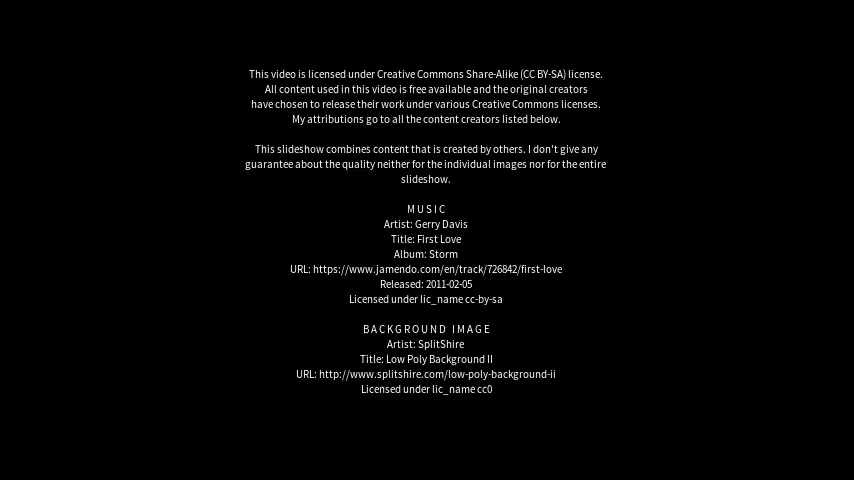 This video is licensed under Creative Commons Share-Alike (CC BY-SA) license.
All content used in this video is free available and the original creators
have chosen to release their work under various Creative Commons licenses.
My attributions go to all the content creators listed below.
This slideshow combines content that is created by others. I don't give any
guarantee about the quality neither for the individual images nor for the entire
slideshow.
MUSIC
Artist: Gerry Davis
Title: First Love
Album: Storm
URL: https://www.jamendo.com/en/track/726842/first-love
Released: 2011-02-05
Licensed under lic_name cc-by-sa
BACKGROUND IMAGE
Artist: SplitShire
Title: Low Poly Background II
URL: http://www.splitshire.com/low-poly-background-ii
Licensed under lic_name cc0